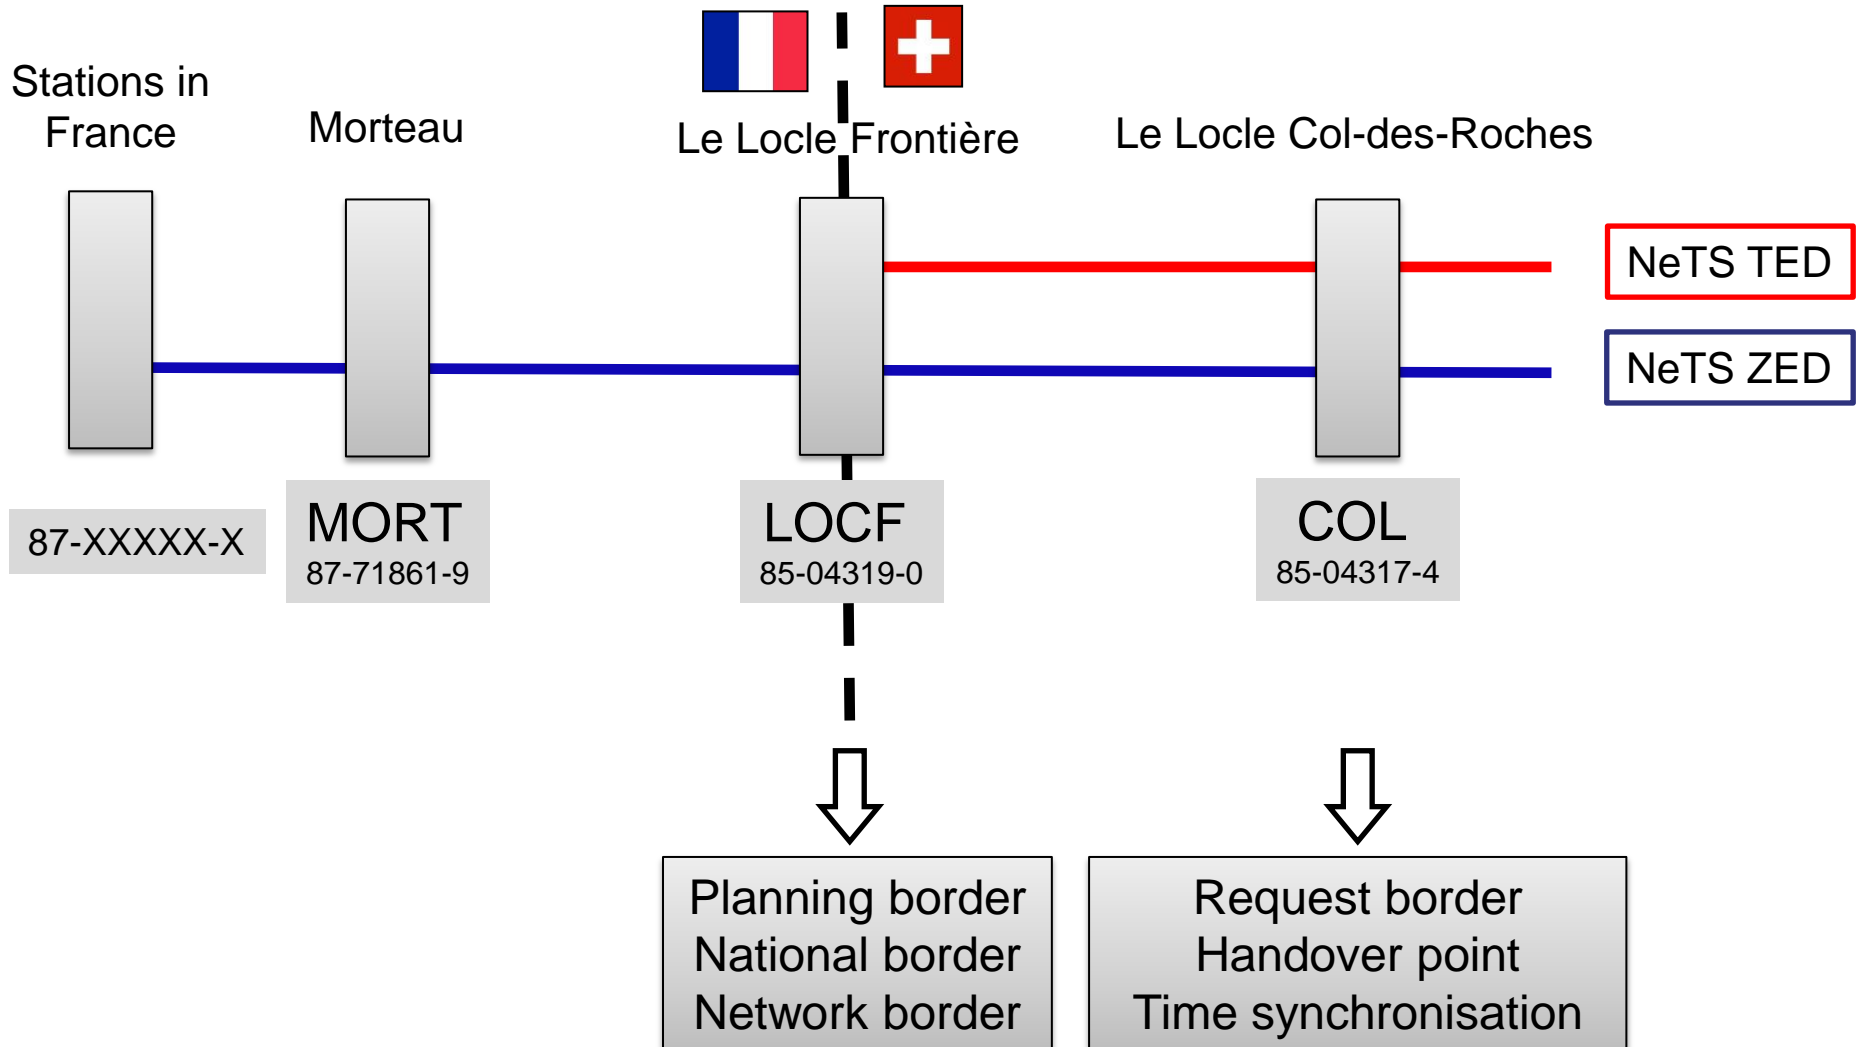 Stations in
France
Morteau
Le Locle Frontière
Le Locle Col-des-Roches
NeTS TED
NeTS ZED
87-XXXXX-X
MORT
87-71861-9
LOCF
85-04319-0
COL
85-04317-4
Planning border
National border
Network border
Request border
Handover point
Time synchronisation